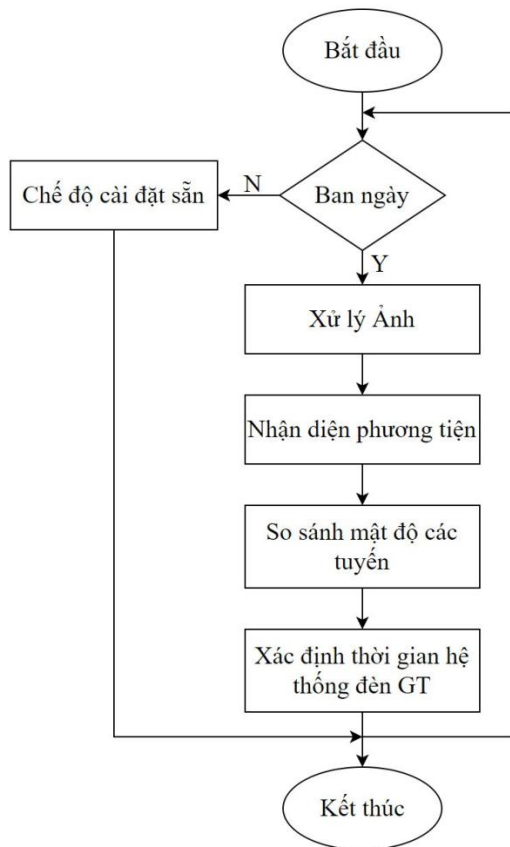 Bắt đầu
Ban ngày
N
Chế độ cài đặt sẵn
Y
Xử lý Ảnh
Nhận diện phương tiện
So sánh mật độ các
tuyến
Xác định thời gian hệ
thống đèn GT
Kết thúc